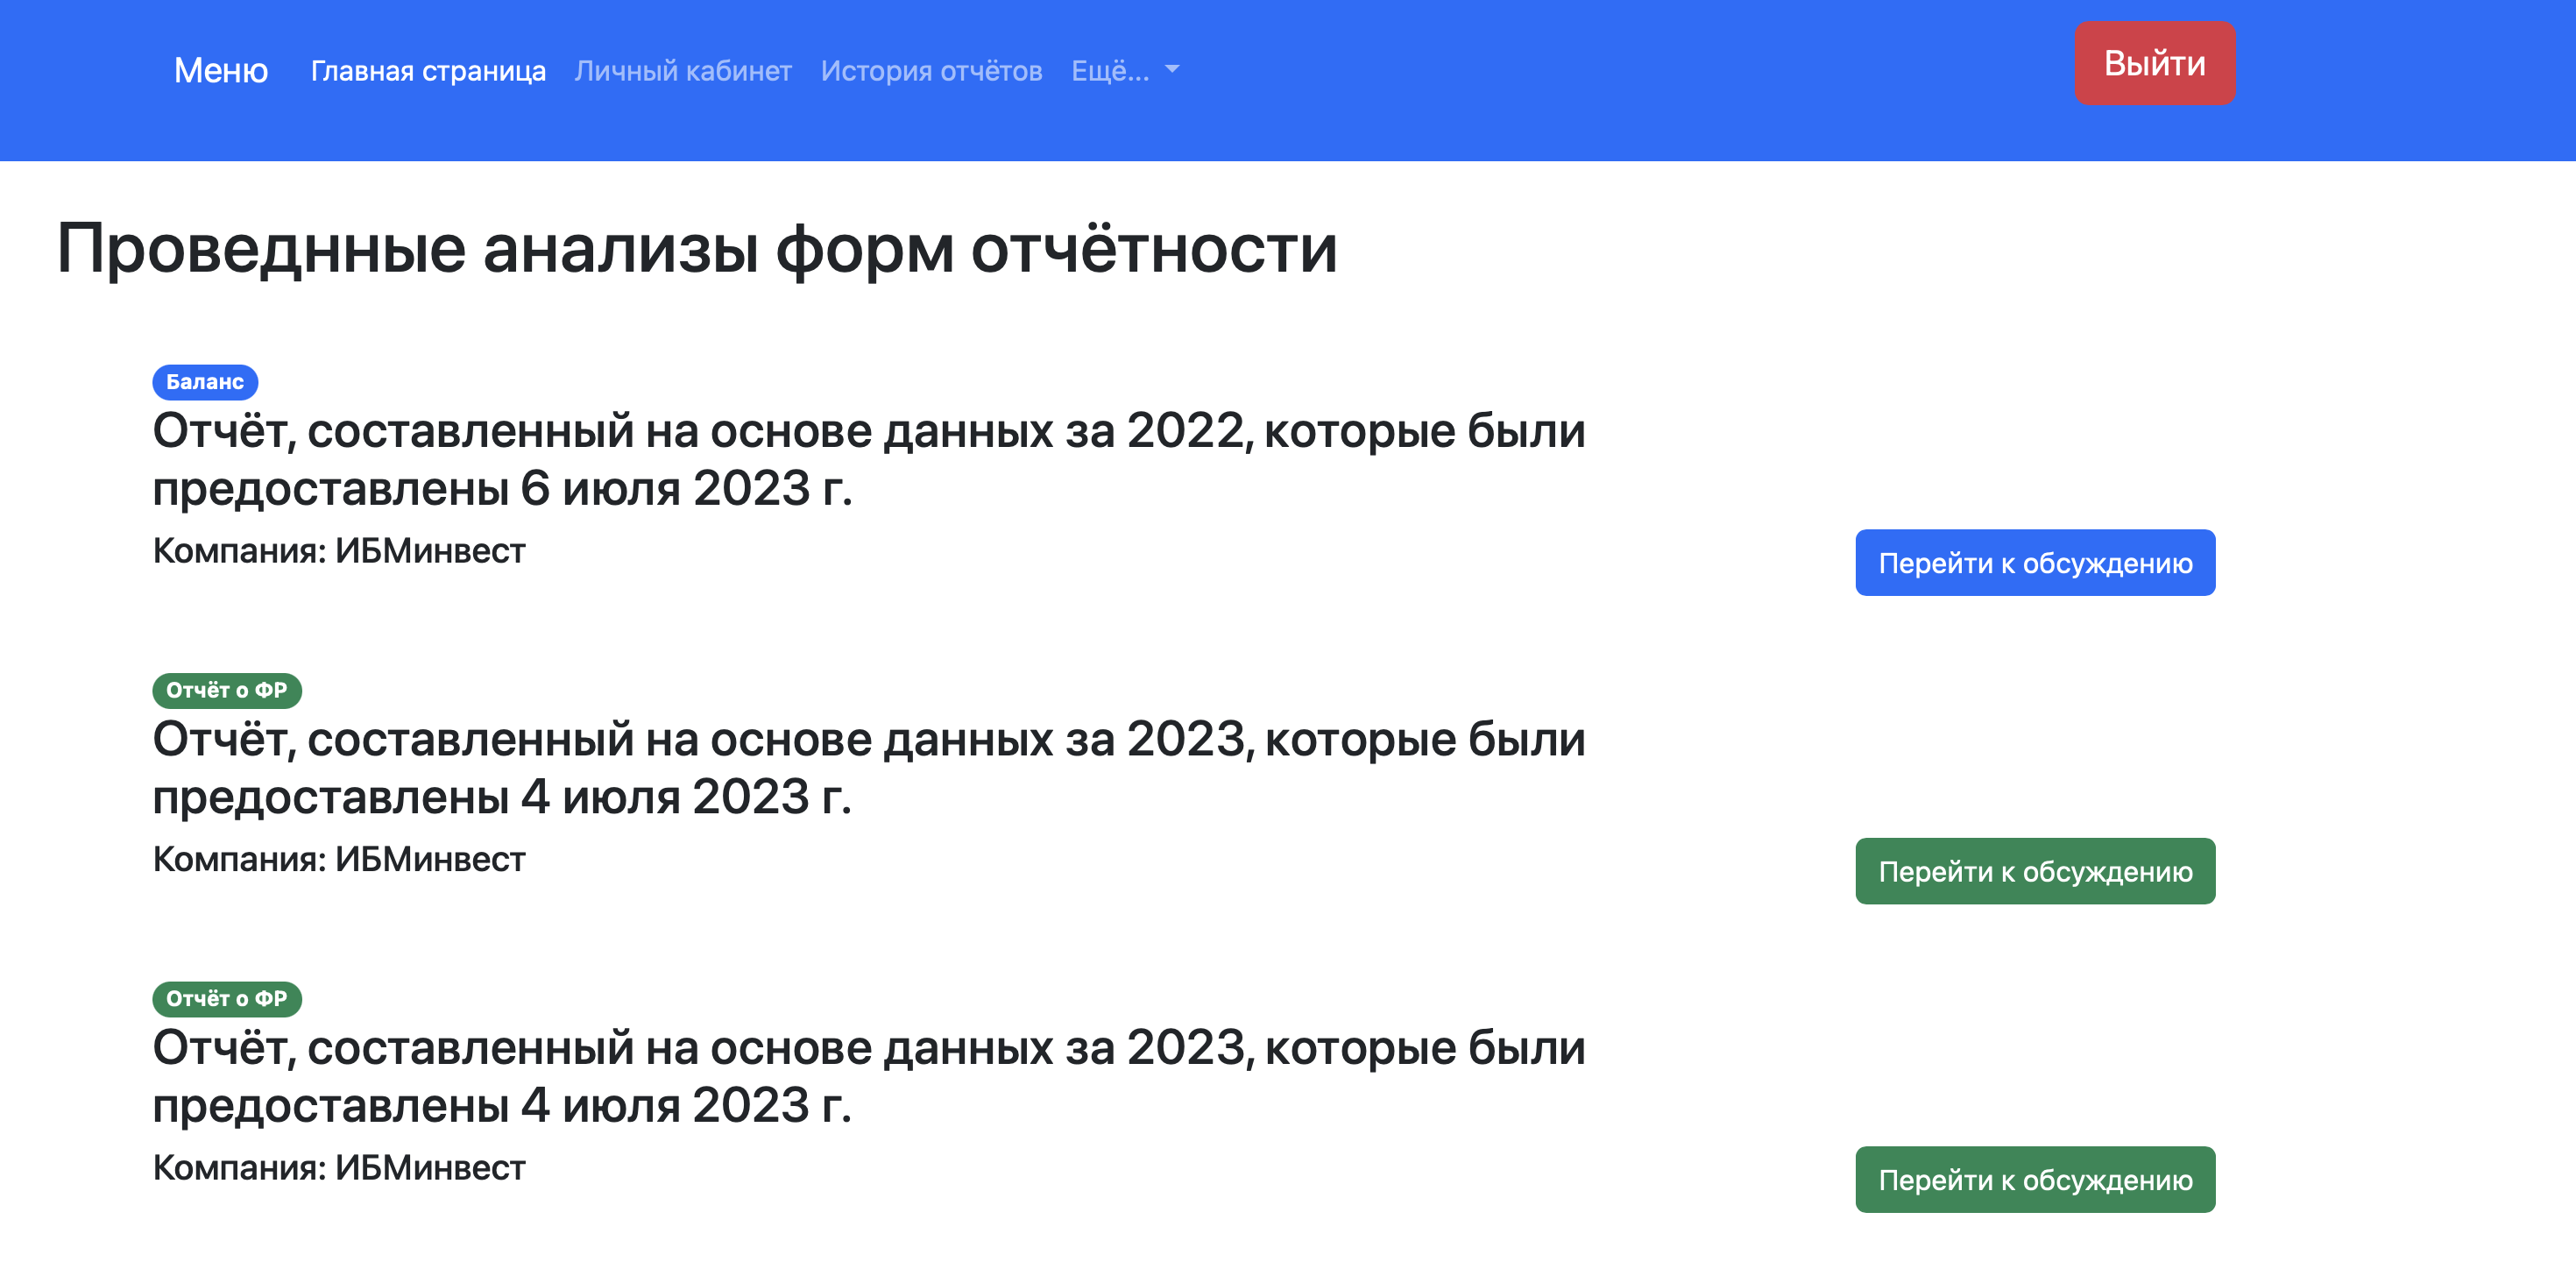 Меню Главная страница Личный кабинет История отчётов Ещё... Выйти
Проведнные анализы форм отчётности
Баланс
Отчёт, составленный на основе данных за 2022, которые были
предоставлены 6 июля 2023 г.
Компания: ИБМинвест
Перейти к обсуждению
Отчёт о ФР
Отчёт, составленный на основе данных за 2023, которые были
предоставлены 4 июля 2023 г.
Компания: ИБМинвест
Перейти к обсуждению
Отчёт о ФР
Отчёт, составленный на основе данных за 2023, которые были
предоставлены 4 июля 2023 г.
Компания: ИБМинвест
Перейти к обсуждению